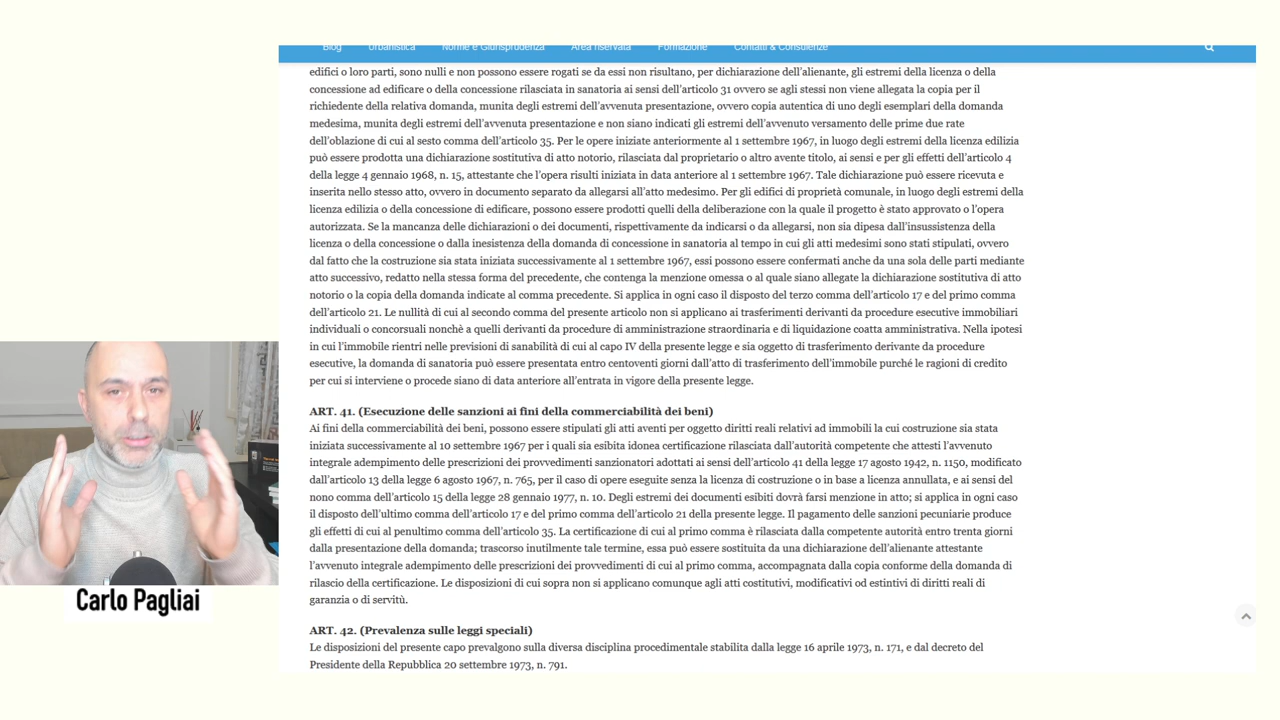 Blog Urbanistica Norme e Giurisprudenza Area riservata Formazione Contatti & Consulenze
edifici o loro parti, sono nulli e non possono essere rogati se da essi non risultano, per dichiarazione dell'alienante, gli estremi della licenza o della
concessione ad edificare o della concessione rilasciata in sanatoria ai sensi dell'articolo 31 ovvero se agli stessi non viene allegata la copia per il
richiedente della relativa domanda, munita degli estremi dell'avvenuta presentazione, ovvero copia autentica di uno degli esemplari della domanda
medesima, munita degli estremi dell'avvenuta presentazione e non siano indicati gli estremi dell'avvenuto versamento delle prime due rate
dell'oblazione di cui al sesto comma dell'articolo 35. Per le opere iniziate anteriormente al 1 settembre 1967, in luogo degli estremi della licenza edilizia
può essere prodotta una dichiarazione sostitutiva di atto notorio, rilasciata dal proprietario o altro avente titolo, ai sensi e per gli effetti dell'articolo 4
della legge 4 gennaio 1968, n. 15, attestante che l'opera risulti iniziata in data anteriore al 1 settembre 1967. Tale dichiarazione può essere ricevuta e
inserita nello stesso atto, ovvero in documento separato da allegarsi all'atto medesimo. Per gli edifici di proprietà comunale, in luogo degli estremi della
licenza edilizia o della concessione di edificare, possono essere prodotti quelli della deliberazione con la quale il progetto è stato approvato o l'opera
autorizzata. Se la mancanza delle dichiarazioni o dei documenti, rispettivamente da indicarsi o da allegarsi, non sia dipesa dall'insussistenza della
licenza o della concessione o dalla inesistenza della domanda di concessione in sanatoria al tempo in cui gli atti medesimi sono stati stipulati, ovvero
dal fatto che la costruzione sia stata iniziata successivamente al 1 settembre 1967, essi possono essere confermati anche da una sola delle parti mediante
atto successivo, redatto nella stessa forma del precedente, che contenga la menzione omessa o al quale siano allegate la dichiarazione sostitutiva di atto
notorio o la copia della domanda indicate al comma precedente. Si applica in ogni caso il disposto del terzo comma dell'articolo 17 e del primo comma
dell'articolo 21. Le nullità di cui al secondo comma del presente articolo non si applicano ai trasferimenti derivanti da procedure esecutive immobiliari
individuali o concorsuali nonchè a quelli derivanti da procedure di amministrazione straordinaria e di liquidazione coatta amministrativa. Nella ipotesi
in cui l'immobile rientri nelle previsioni di sanabilità di cui al capo IV della presente legge e sia oggetto di trasferimento derivante da procedure
esecutive, la domanda di sanatoria può essere presentata entro centoventi giorni dall'atto di trasferimento dell'immobile purché le ragioni di credito
per cui si interviene o procede siano di data anteriore all'entrata in vigore della presente legge.
ART. 41. (Esecuzione delle sanzioni ai fini della commerciabilità dei beni)
Ai fini della commerciabilità dei beni, possono essere stipulati gli atti aventi per oggetto diritti reali relativi ad immobili la cui costruzione sia stata
iniziata successivamente al 10 settembre 1967 per i quali sia esibita idonea certificazione rilasciata dall'autorità competente che attesti l'avvenuto
integrale adempimento delle prescrizioni dei provvedimenti sanzionatori adottati ai sensi dell'articolo 41 della legge 17 agosto 1942, n. 1150, modificato
dall'articolo 13 della legge 6 agosto 1967, n. 765, per il caso di opere eseguite senza la licenza di costruzione o in base a licenza annullata, e ai sensi del
nono comma dell'articolo 15 della legge 28 gennaio 1977, n. 10. Degli estremi dei documenti esibiti dovrà farsi menzione in atto; si applica in ogni caso
il disposto dell'ultimo comma dell'articolo 17 e del primo comma dell'articolo 21 della presente legge. Il pagamento delle sanzioni pecuniarie produce
gli effetti di cui al penultimo comma dell'articolo 35. La certificazione di cui al primo comma è rilasciata dalla competente autorità entro trenta giorni
dalla presentazione della domanda; trascorso inutilmente tale termine, essa può essere sostituita da una dichiarazione dell'alienante attestante
l'avvenuto integrale adempimento delle prescrizioni dei provvedimenti di cui al primo comma, accompagnata dalla copia conforme della domanda di
rilascio della certificazione. Le disposizioni di cui sopra non si applicano comunque agli atti costitutivi, modificativi od estintivi di diritti reali di
garanzia o di servitù.
ART. 42. (Prevalenza sulle leggi speciali)
Le disposizioni del presente capo prevalgono sulla diversa disciplina procedimentale stabilita dalla legge 16 aprile 1973, n. 171, e dal decreto del
Presidente della Repubblica 20 settembre 1973, n. 791.
Carlo Pagliai